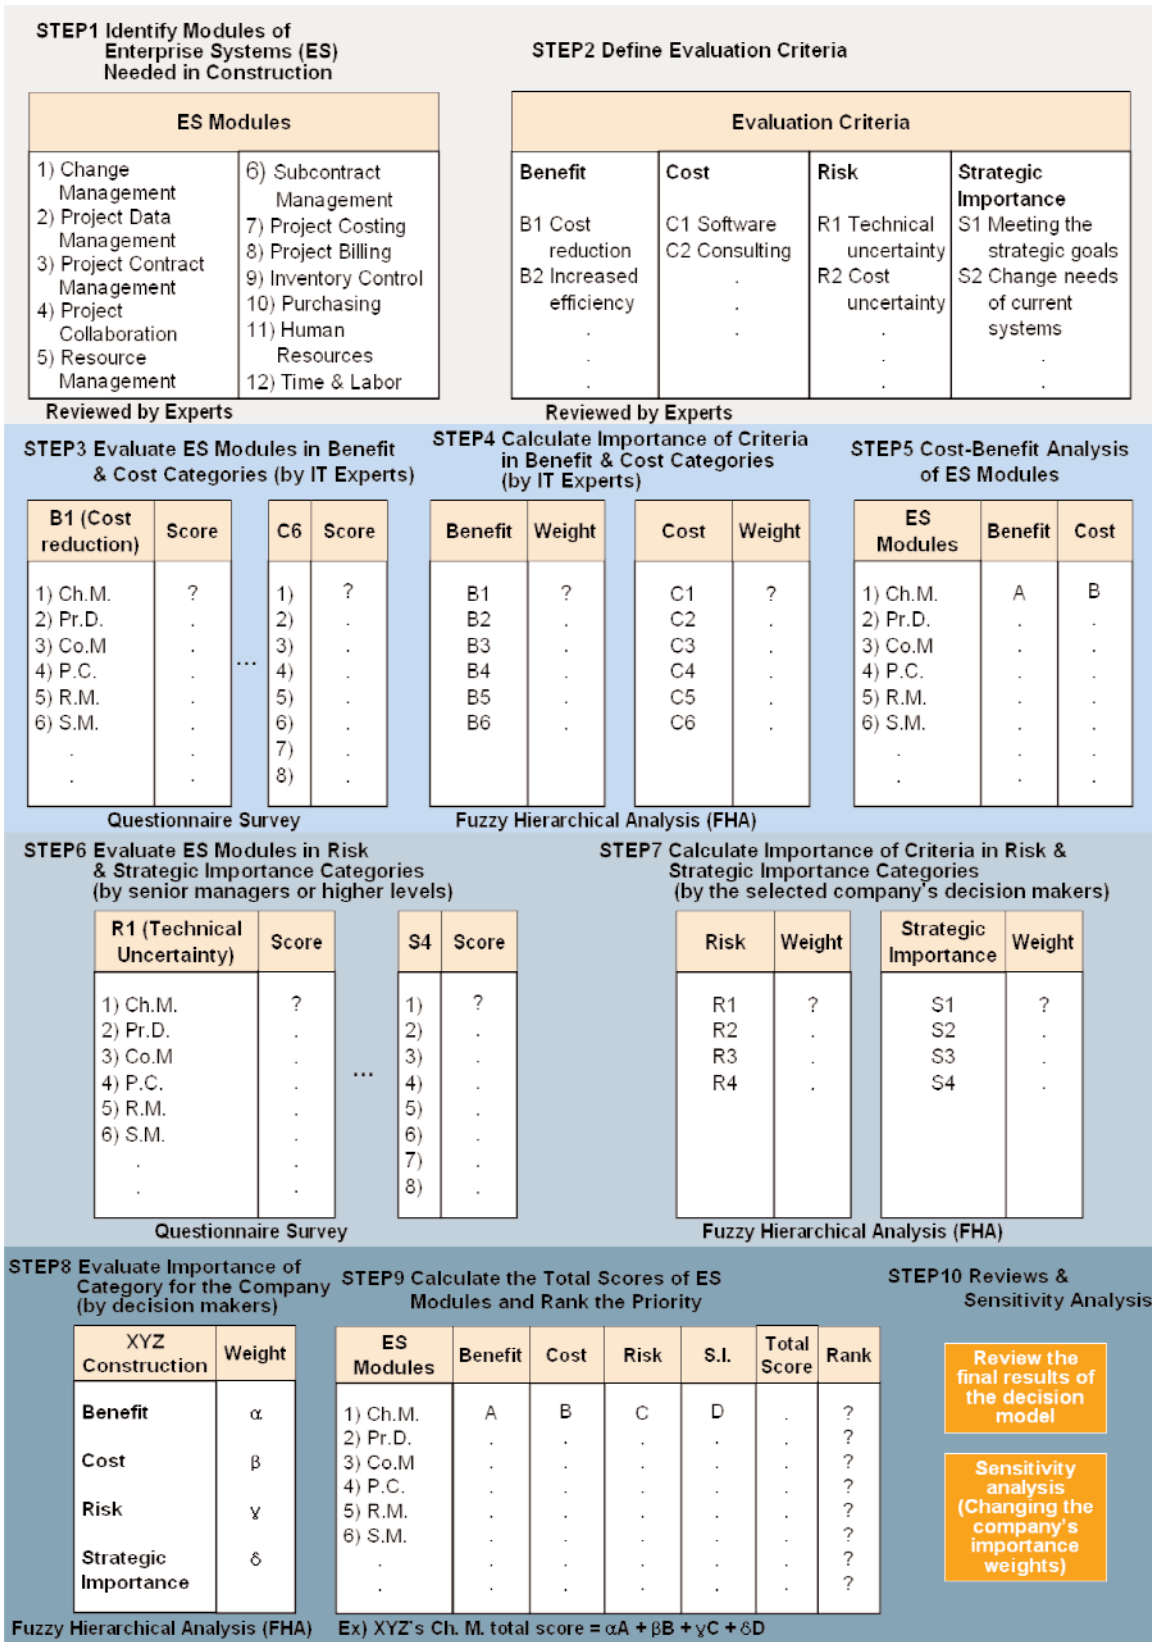 STEP1 Identify Modules of
Enterprise Systems (ES)
Needed in Construction
ES Modules
1) Change
Management
2) Project Data
Management
3) Project Contract
Management
4) Project
Collaboration
5) Resource
Management
6) Subcontract
Management
7) Project Costing
8) Project Billing
9) Inventory Control
10) Purchasing
11) Human
Resources
12) Time & Labor
Reviewed by Experts
STEP2 Define Evaluation Criteria
Evaluation Criteria
Benefit
B1 Cost
reduction
B2 Increased
efficiency
.
.
.
Cost
C1 Software
C2 Consulting
.
.
.
.
.
Risk
R1 Technical
uncertainty
R2 Cost
uncertainty
.
.
.
Strategic
Importance
S1 Meeting the
strategic goals
S2 Change needs
of current
systems
.
.
Reviewed by Experts
STEP3 Evaluate ES Modules in Benefit
& Cost Categories (by IT Experts)
B1 (Cost
reduction) Score
1) Ch.M. ?
2) Pr.D. .
3) Co.M .
4) P.C. .
5) R.M. .
6) S.M. .
. .
. .
...
C6 Score
1) ?
2) .
3) .
4) .
5) .
6) .
7) .
8) .
Questionnaire Survey
STEP4 Calculate Importance of Criteria
in Benefit & Cost Categories
(by IT Experts)
Benefit Weight
B1 ?
B2 .
B3 .
B4 .
B5 .
B6 .
Cost Weight
C1 ?
C2 .
C3 .
C4 .
C5 .
C6 .
Fuzzy Hierarchical Analysis (FHA)
STEP5 Cost-Benefit Analysis
of ES Modules
ES
Modules Benefit Cost
1) Ch.M. A B
2) Pr.D. . .
3) Co.M . .
4) P.C. . .
5) R.M. . .
6) S.M. . .
. . .
. . .
STEP6 Evaluate ES Modules in Risk
& Strategic Importance Categories
(by senior managers or higher levels)
R1 (Technical
Uncertainty) Score
1) Ch.M. ?
2) Pr.D. .
3) Co.M .
4) P.C. .
5) R.M. .
6) S.M. .
. .
. .
...
S4 Score
1) ?
2) .
3) .
4) .
5) .
6) .
7) .
8) .
Questionnaire Survey
STEP7 Calculate Importance of Criteria in Risk &
Strategic Importance Categories
(by the selected company's decision makers)
Risk Weight
R1 ?
R2 .
R3 .
R4 .
Strategic
Importance Weight
S1 ?
S2 .
S3 .
S4 .
Fuzzy Hierarchical Analysis (FHA)
STEP8 Evaluate Importance of
Category for the Company
(by decision makers)
XYZ
Construction Weight
Benefit α
Cost β
Risk γ
Strategic δ
Importance
Fuzzy Hierarchical Analysis (FHA)
STEP9 Calculate the Total Scores of ES
Modules and Rank the Priority
ES
Modules Benefit Cost Risk S.I. Total
Score Rank
1) Ch.M. A B C D . ?
2) Pr.D. . . . . . ?
3) Co.M . . . . . ?
4) P.C. . . . . . ?
5) R.M. . . . . . ?
6) S.M. . . . . . ?
. . . . . . ?
. . . . . . ?
Ex) XYZ's Ch. M. total score = αA + βB + γC + δD
STEP10 Reviews &
Sensitivity Analysis
Review the
final results of
the decision
model
Sensitivity
analysis
(Changing the
company's
importance
weights)